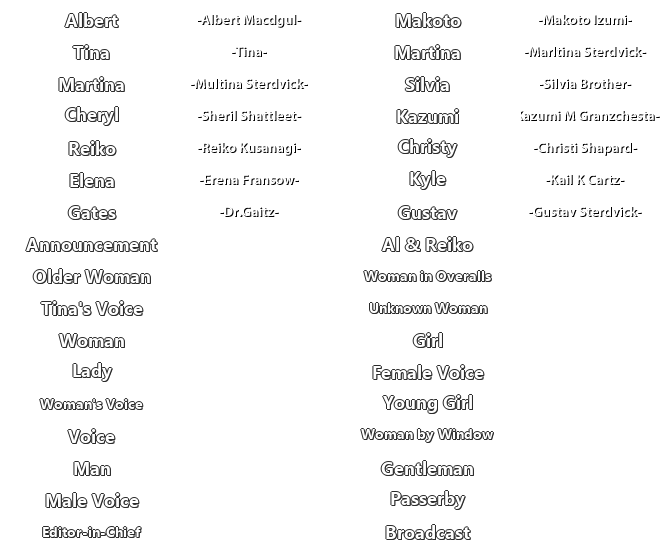 Albert -Albert Macdgul- Makoto -Makoto Izumi-
Tina -Tina- Martina -Marltina Sterdvick-
Martina -Multina Sterdvick- Silvia -Silvia Brother-
Cheryl -Sheril Shattleet- Kazumi Kazumi M Granzchesta-
Reiko -Reiko Kusanagi- Christy -Christi Shapard-
Elena -Erena Fransow- Kyle -Kail K Cartz-
Gates -Dr.Gaitz- Gustav -Gustav Sterdvick-
Announcement Al & Reiko
Older Woman Woman in Overalls
Tina's Voice Unknown Woman
Woman Girl
Lady Female Voice
Woman's Voice Young Girl
Voice Woman by Window
Man Gentleman
Male Voice Passerby
Editor-in-Chief Broadcast